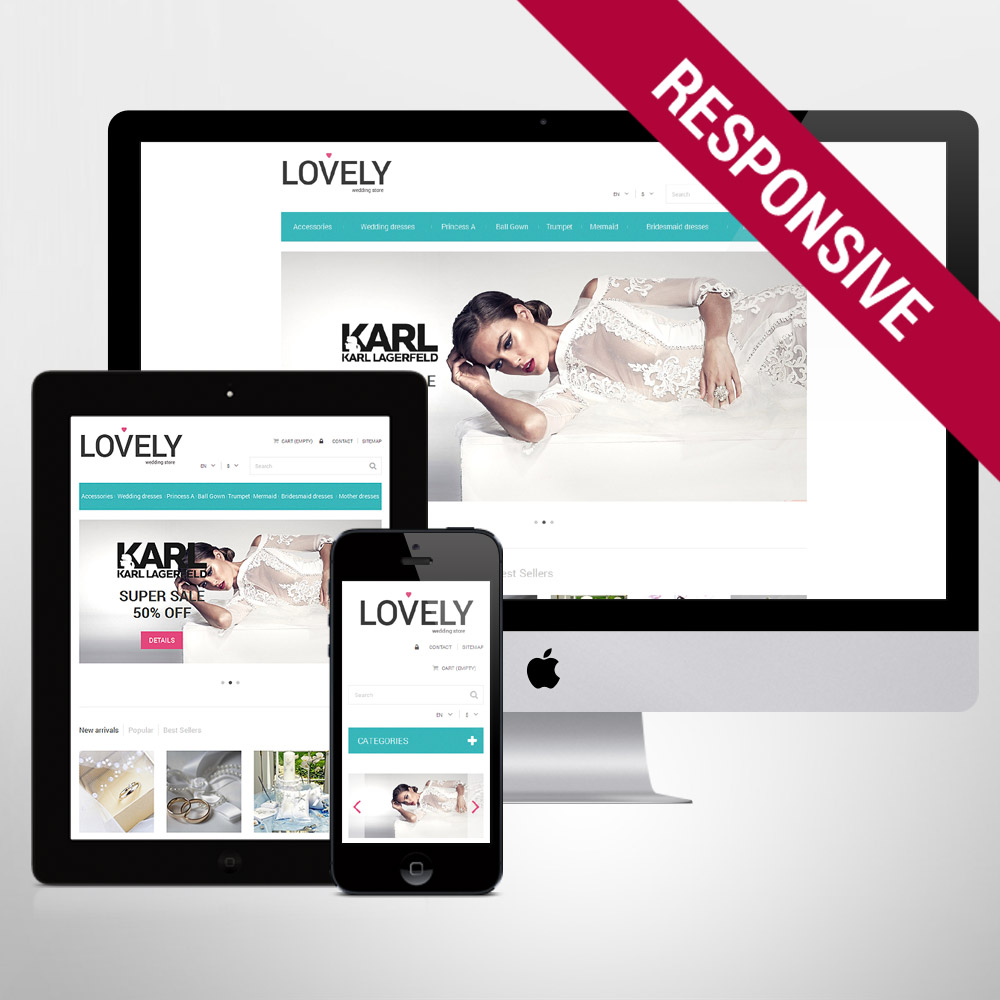 RESPONSIVE
LOVELY
wedding store
EN $ Search
Accessories Wedding dresses Princess A Ball Gown Trumpet Mermaid Bridesmaid dresses
KARL
KARL LAGERFELD
E
Best Sellers
LOVELY
wedding store
CART (EMPTY) CONTACT SITEMAP
EN $ Search
Accessories Wedding dresses Princess A Ball Gown Trumpet Mermaid Bridesmaid dresses Mother dresses
KARL
KARL LAGERFELD
SUPER SALE
50% OFF
DETAILS
New arrivals Popular Best Sellers
LOVELY
wedding store
CONTACT SITEMAP
CART (EMPTY)
Search
EN $
CATEGORIES